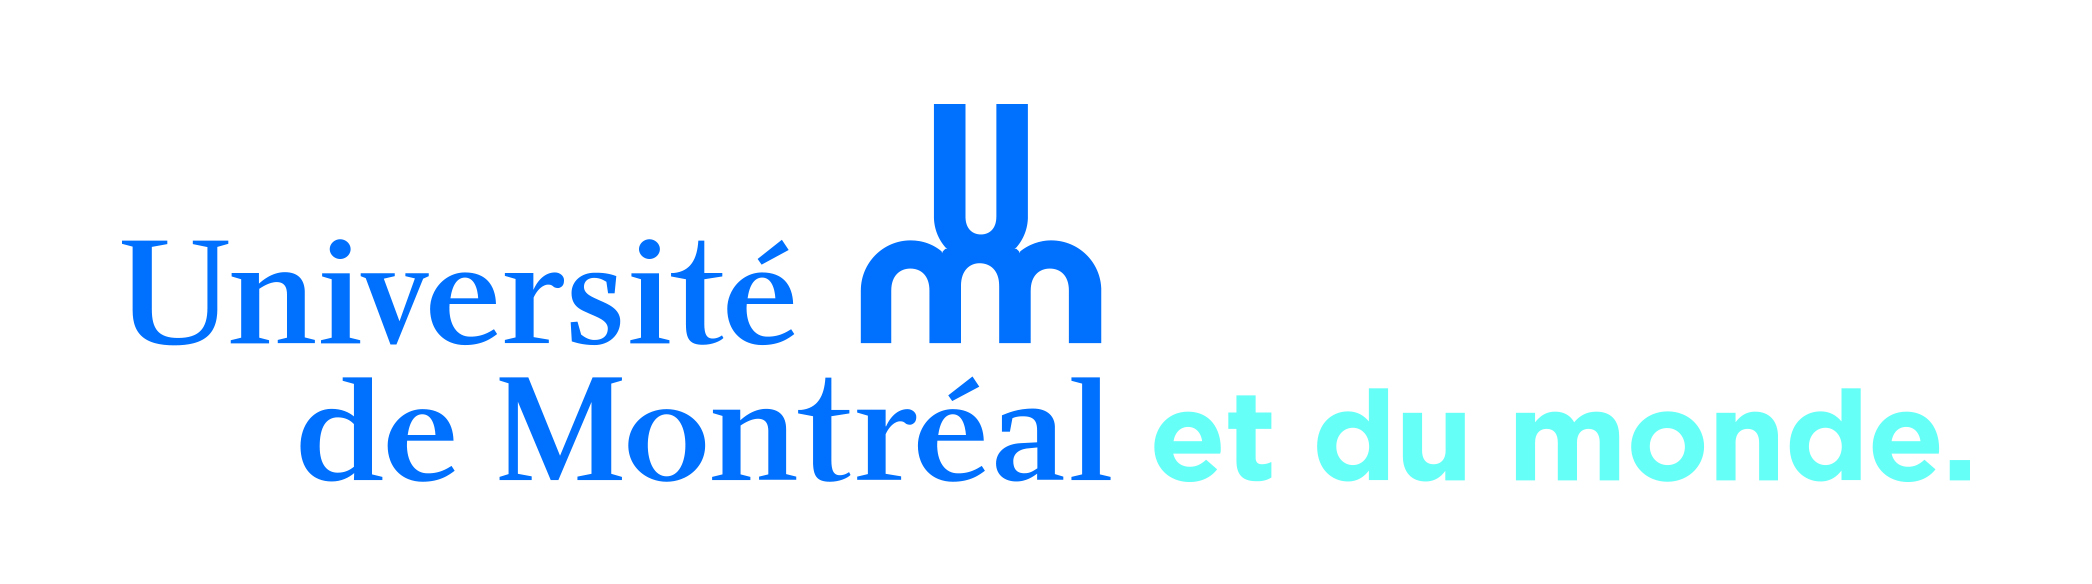 Université
de Montréal et du monde.